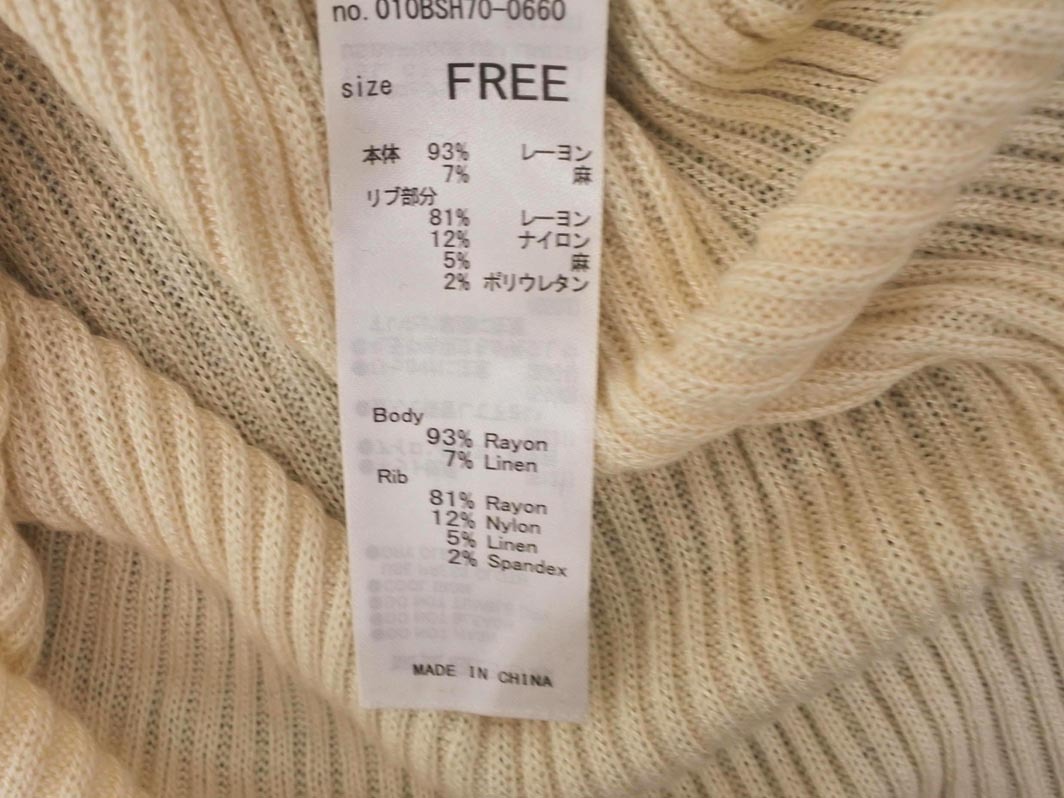 no. 010BSH70-0660
size FREE
本体 93% レーヨン
7% 麻
リブ部分
81% レーヨン
12% ナイロン
5% 麻
2% ポリウレタン
Body
93% Rayon
7% Linen
Rib
81% Rayon
12% Nylon
5% Linen
2% Spandex
MADE IN CHINA